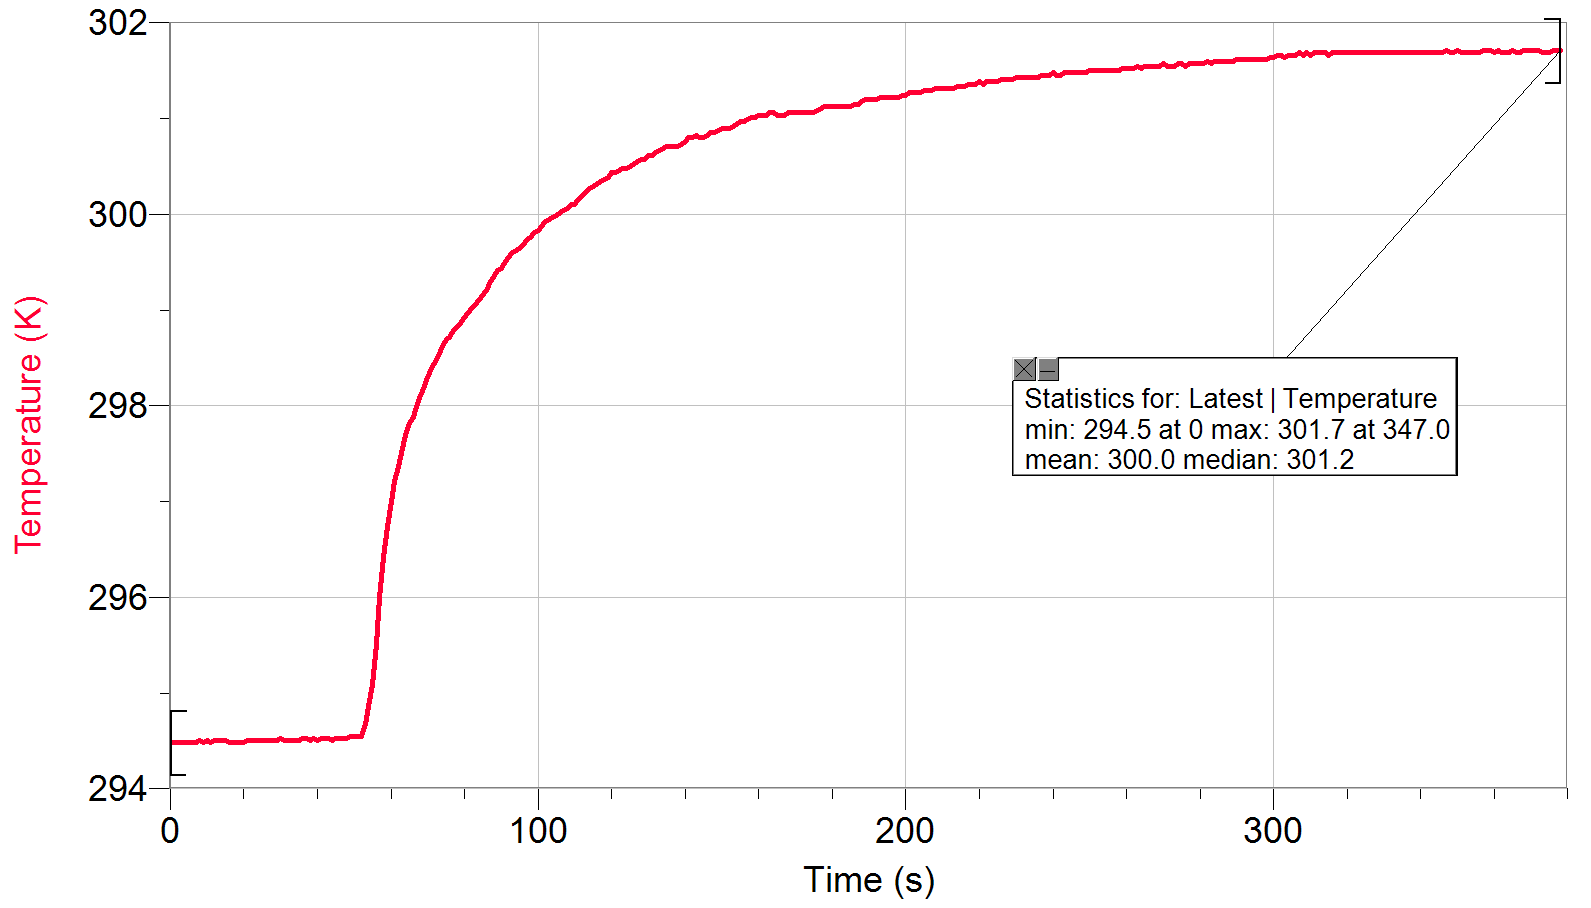 302
300
298
296
294
Temperature (K)
0 100 200 300
Time (s)
Statistics for: Latest | Temperature
min: 294.5 at 0 max: 301.7 at 347.0
mean: 300.0 median: 301.2